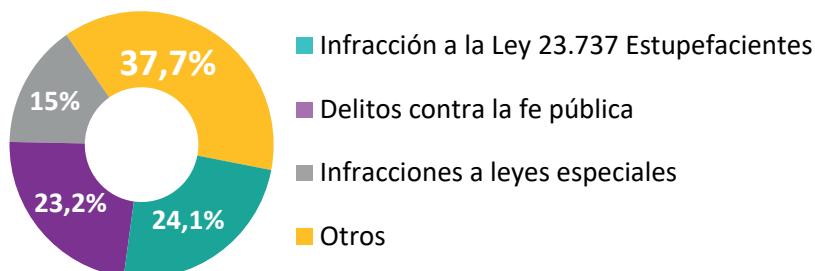 37,7%
15%
23,2%
24,1%
Infracción a la Ley 23.737 Estupefacientes
Delitos contra la fe pública
Infracciones a leyes especiales
Otros